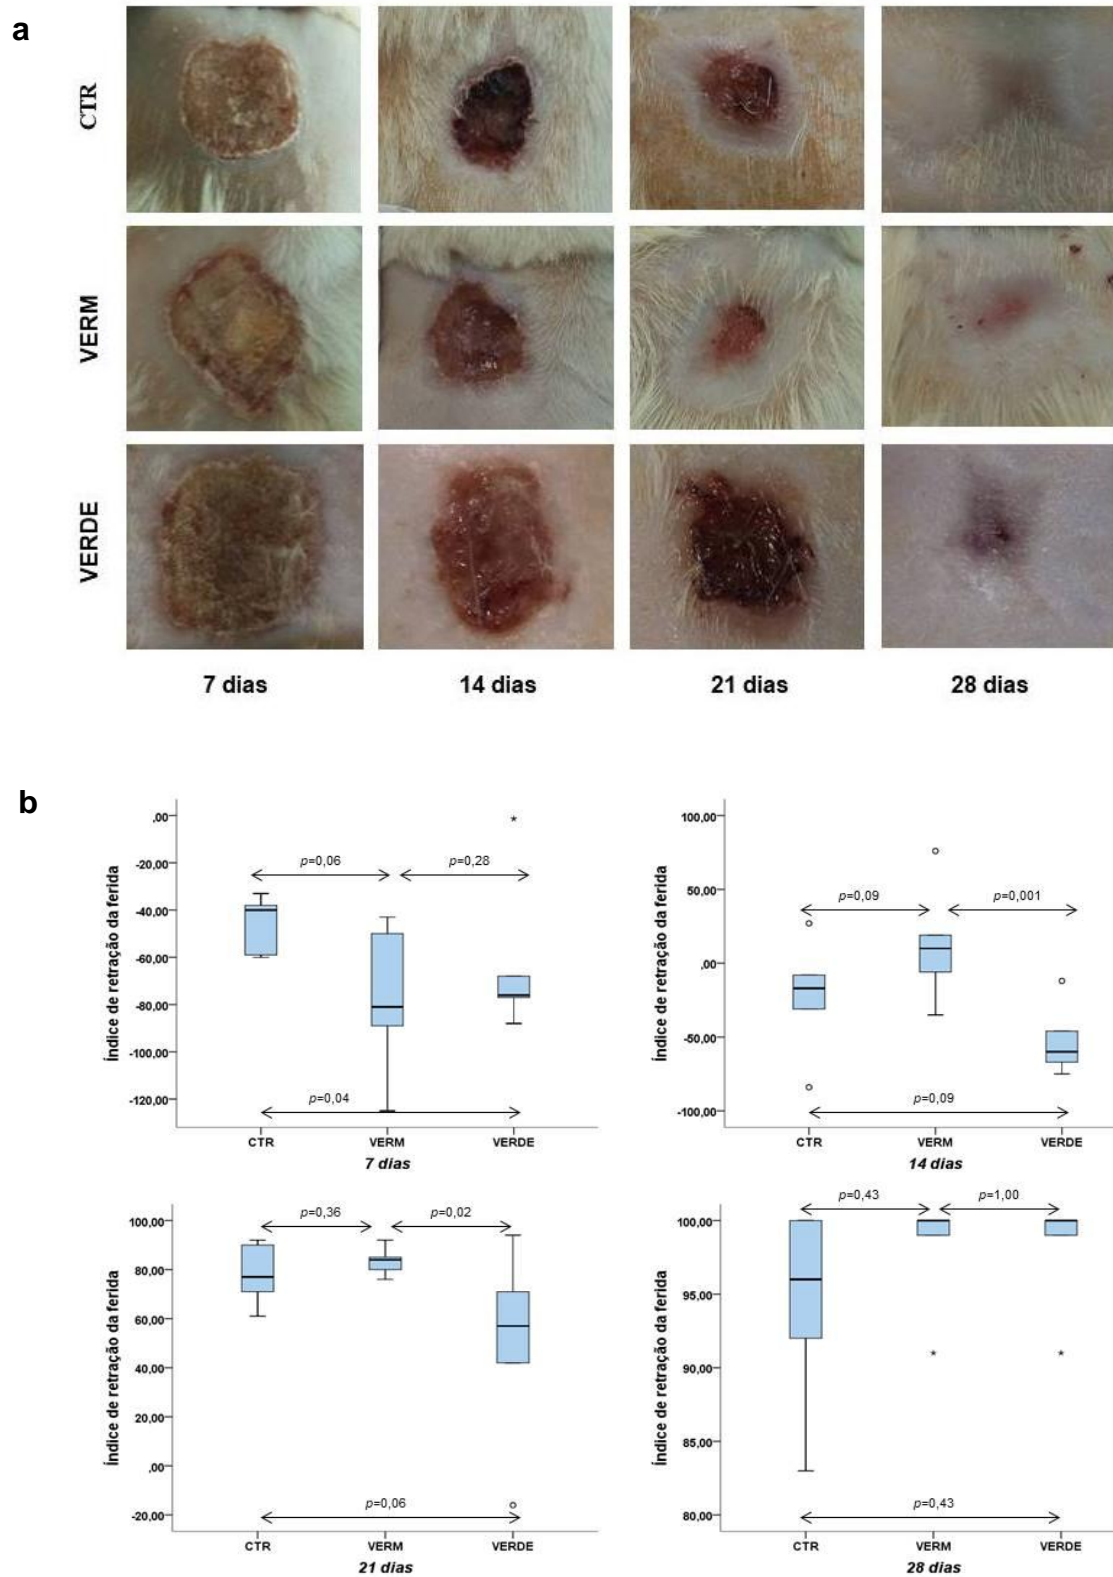 a
CTR
VERM
VERDE
7 dias
14 dias
21 dias
28 dias
b
Índice de retração da ferida
,00
-20,00
-40,00
-60,00
-80,00
-100,00
-120,00
p=0,06
p=0,28
p=0,04
CTR
VERM
VERDE
7 dias
Índice de retração da ferida
100,00
50,00
,00
-50,00
-100,00
p=0,09
p=0,001
p=0,09
CTR
VERM
VERDE
14 dias
Índice de retração da ferida
100,00
80,00
60,00
40,00
20,00
,00
-20,00
p=0,36
p=0,02
p=0,06
CTR
VERM
VERDE
21 dias
Índice de retração da ferida
100,00
95,00
90,00
85,00
80,00
p=0,43
p=1,00
p=0,43
CTR
VERM
VERDE
28 dias